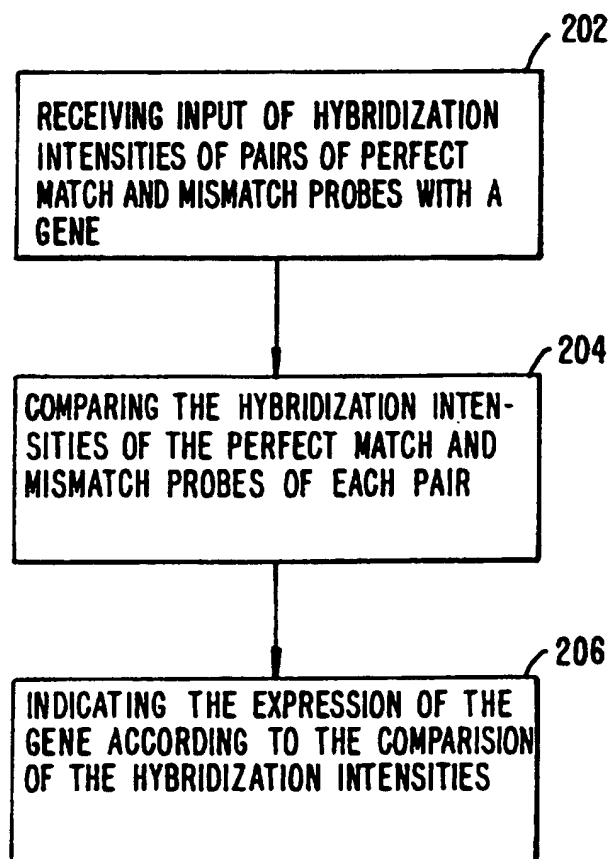 202
RECEIVING INPUT OF HYBRIDIZATION
INTENSITIES OF PAIRS OF PERFECT
MATCH AND MISMATCH PROBES WITH A
GENE
204
COMPARING THE HYBRIDIZATION INTEN-
SITIES OF THE PERFECT MATCH AND
MISMATCH PROBES OF EACH PAIR
206
INDICATING THE EXPRESSION OF THE
GENE ACCORDING TO THE COMPARISION
OF THE HYBRIDIZATION INTENSITIES